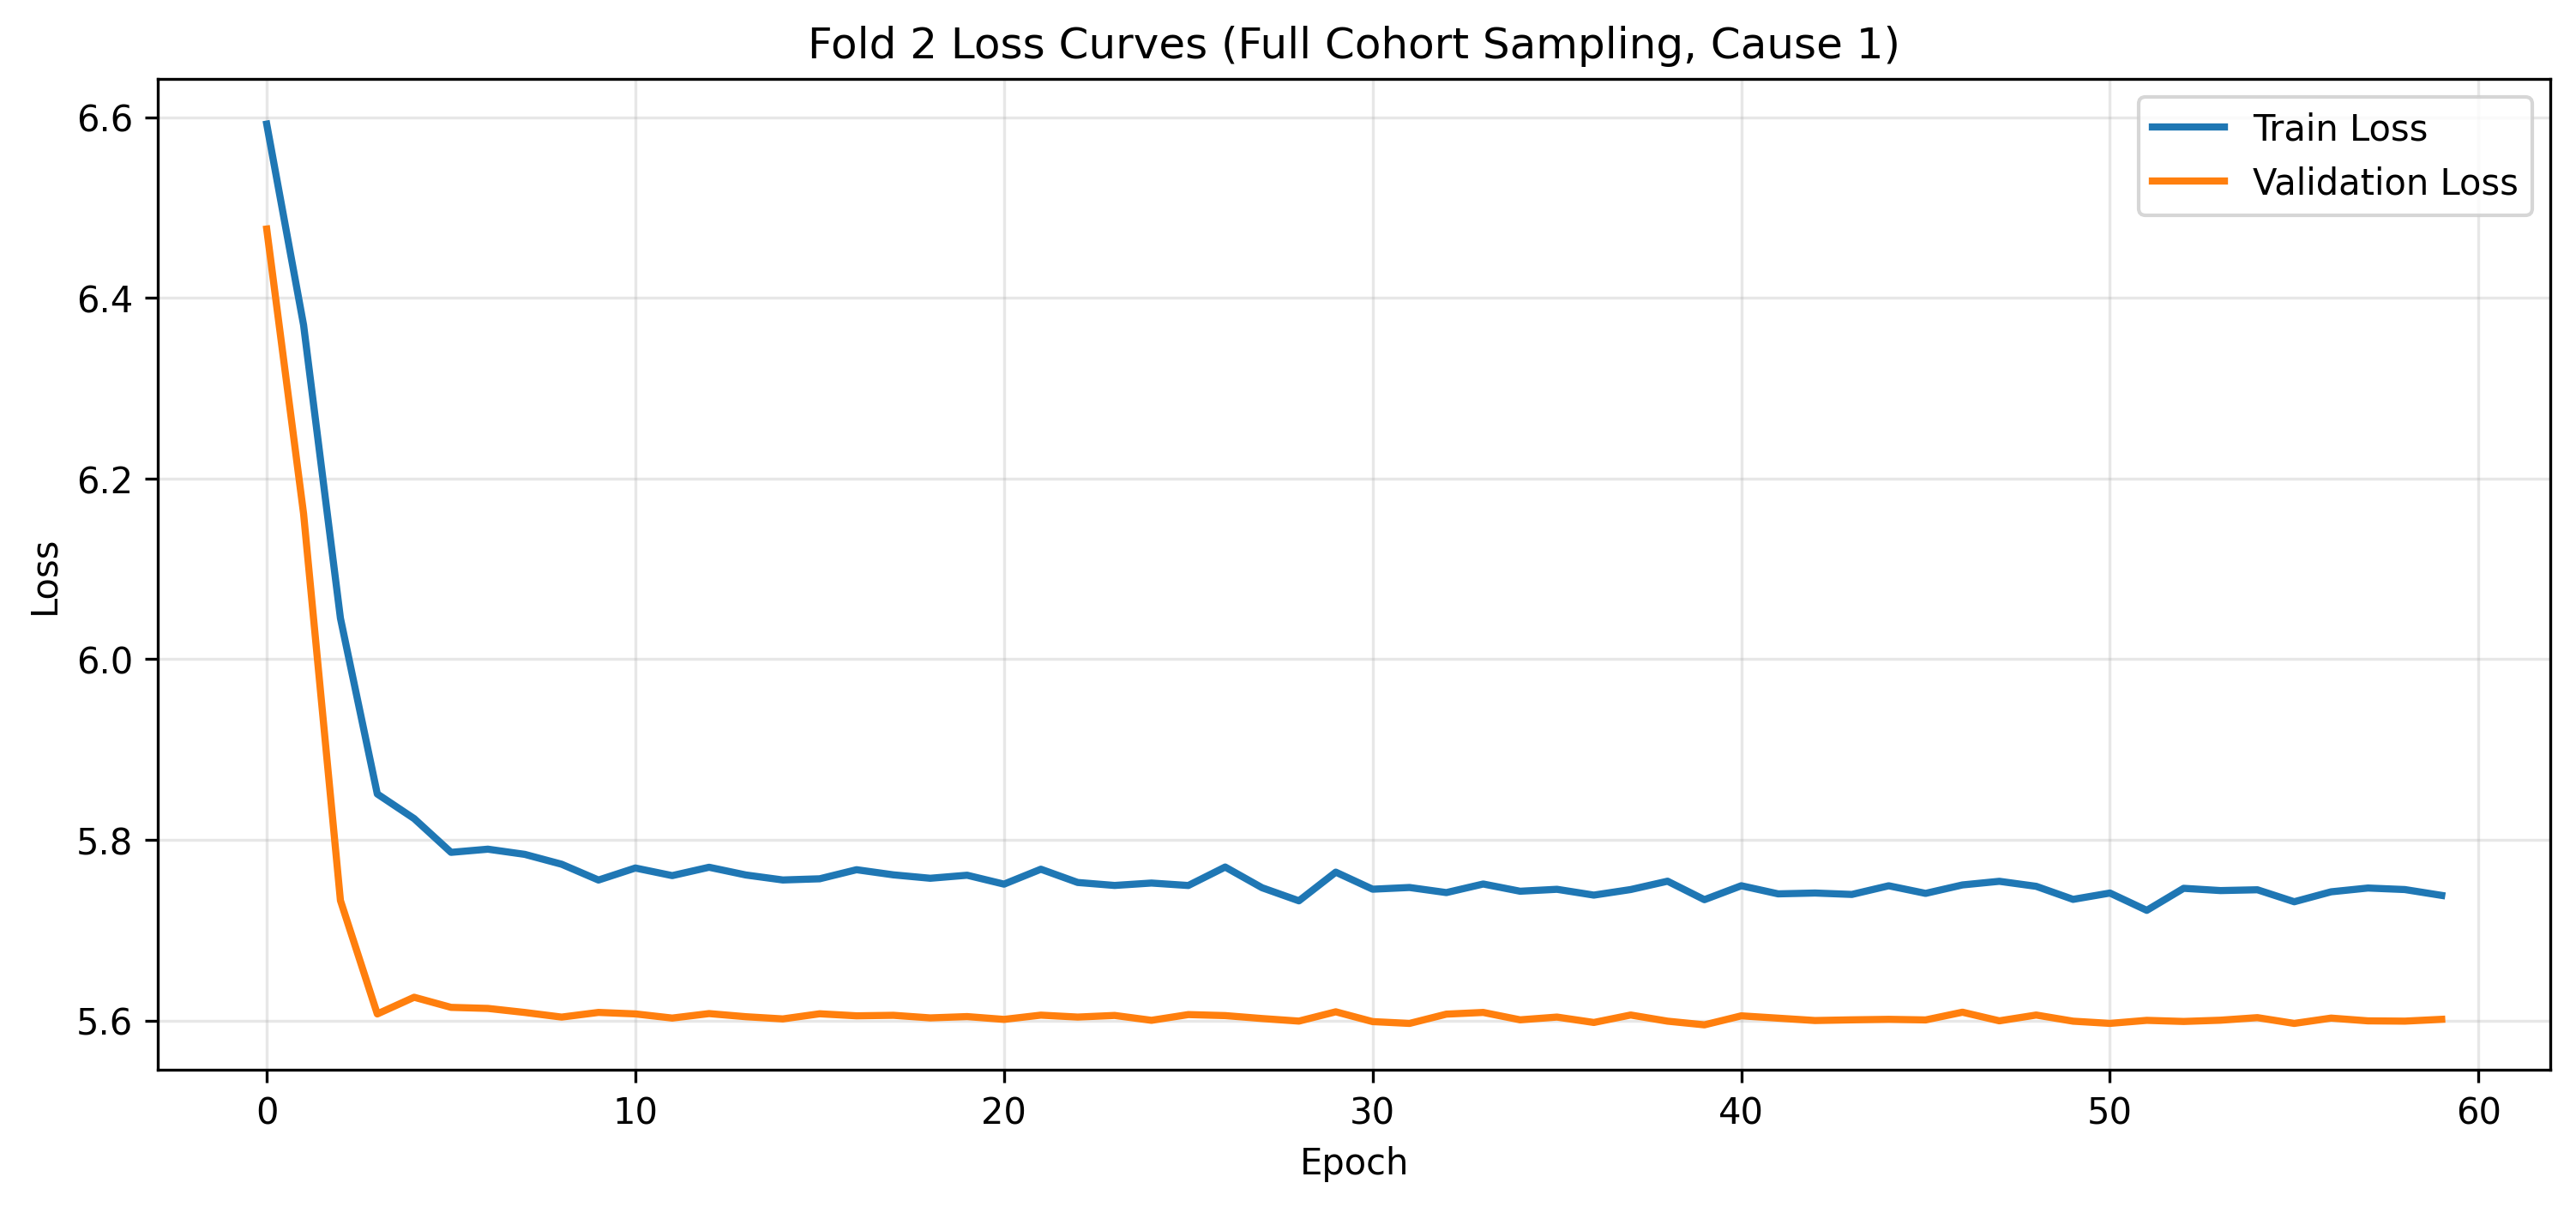 Fold 2 Loss Curves (Full Cohort Sampling, Cause 1)
Train Loss
Validation Loss
6.6
6.4
6.2
6.0
5.8
5.6
Loss
0 10 20 30 40 50 60
Epoch